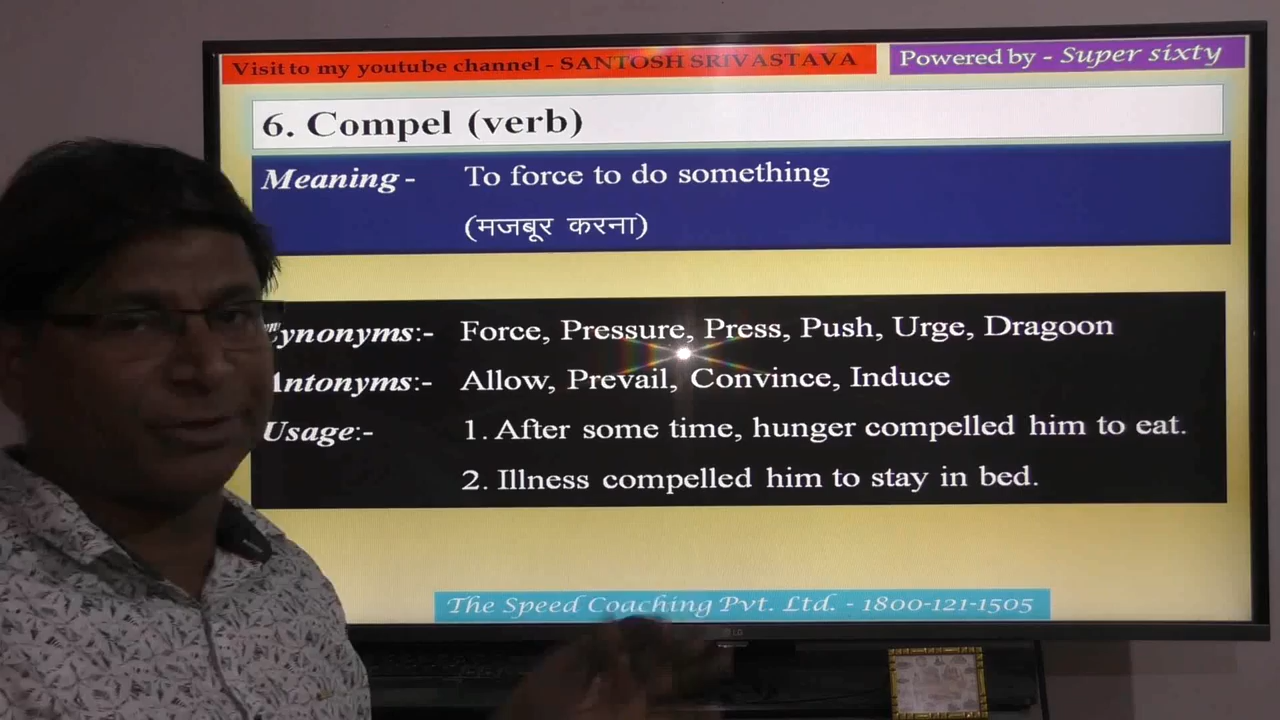 Visit to my youtube channel - SANTOSH SRIVASTAVA
Powered by - Super sixty
6. Compel (verb)
Meaning - To force to do something
(मजबूर करना)
Synonyms:- Force, Pressure, Press, Push, Urge, Dragoon
Antonyms:- Allow, Prevail, Convince, Induce
Usage:- 1. After some time, hunger compelled him to eat.
2. Illness compelled him to stay in bed.
The Speed Coaching Pvt. Ltd. - 1800-121-1505
LG